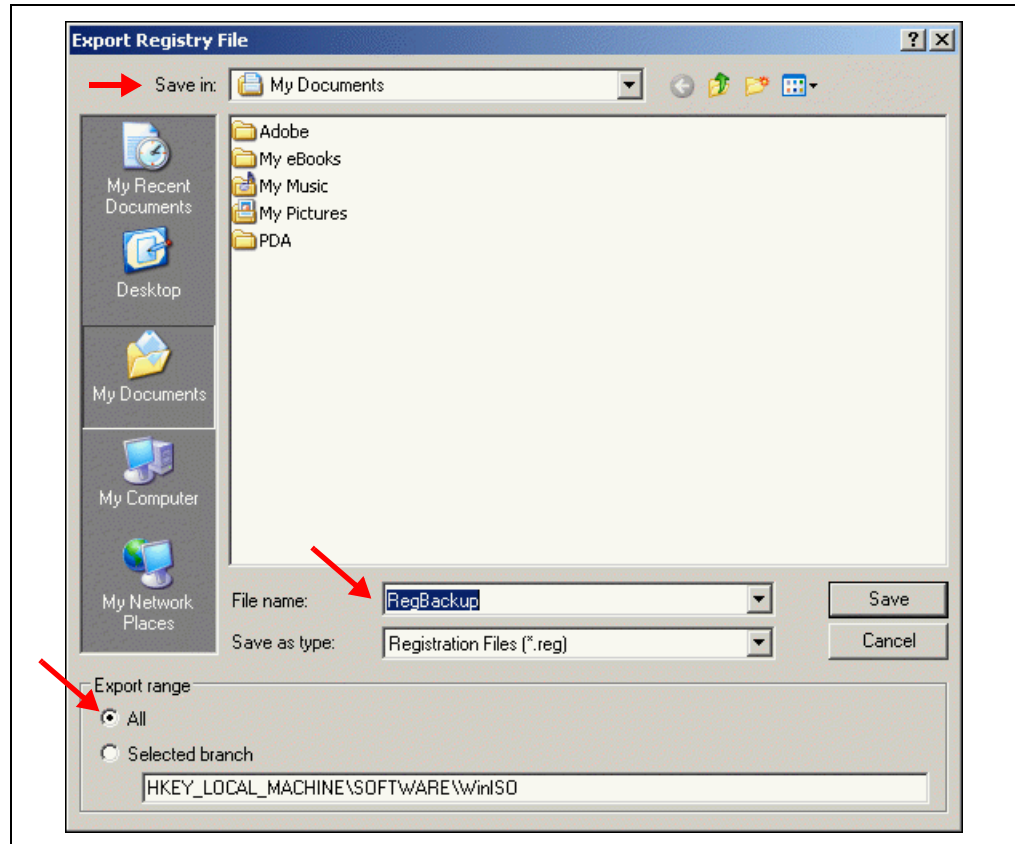 Export Registry File
Save in:
My Documents
Adobe
My eBooks
My Music
My Pictures
PDA
My Recent
Documents
Desktop
My Documents
My Computer
My Network
Places
File name:
RegBackup
Save
Save as type:
Registration Files (*.reg)
Cancel
Export range
All
Selected branch
HKEY_LOCAL_MACHINE\SOFTWARE\WinISO